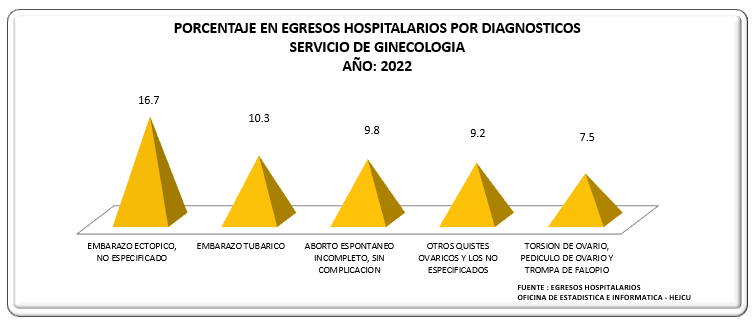 PORCENTAJE EN EGRESOS HOSPITALARIOS POR DIAGNOSTICOS
SERVICIO DE GINECOLOGIA
AÑO: 2022
16.7
10.3
9.8
9.2
7.5
EMBARAZO ECTOPICO,
NO ESPECIFICADO
EMBARAZO TUBARICO
ABORTO ESPONTANEO
INCOMPLETO, SIN
COMPLICACION
OTROS QUISTES
OVARICOS Y LOS NO
ESPECIFICADOS
TORSION DE OVARIO,
PEDICULO DE OVARIO Y
TROMPA DE FALOPIO
FUENTE : EGRESOS HOSPITALARIOS
OFICINA DE ESTADISTICA E INFORMATICA - HEJCU